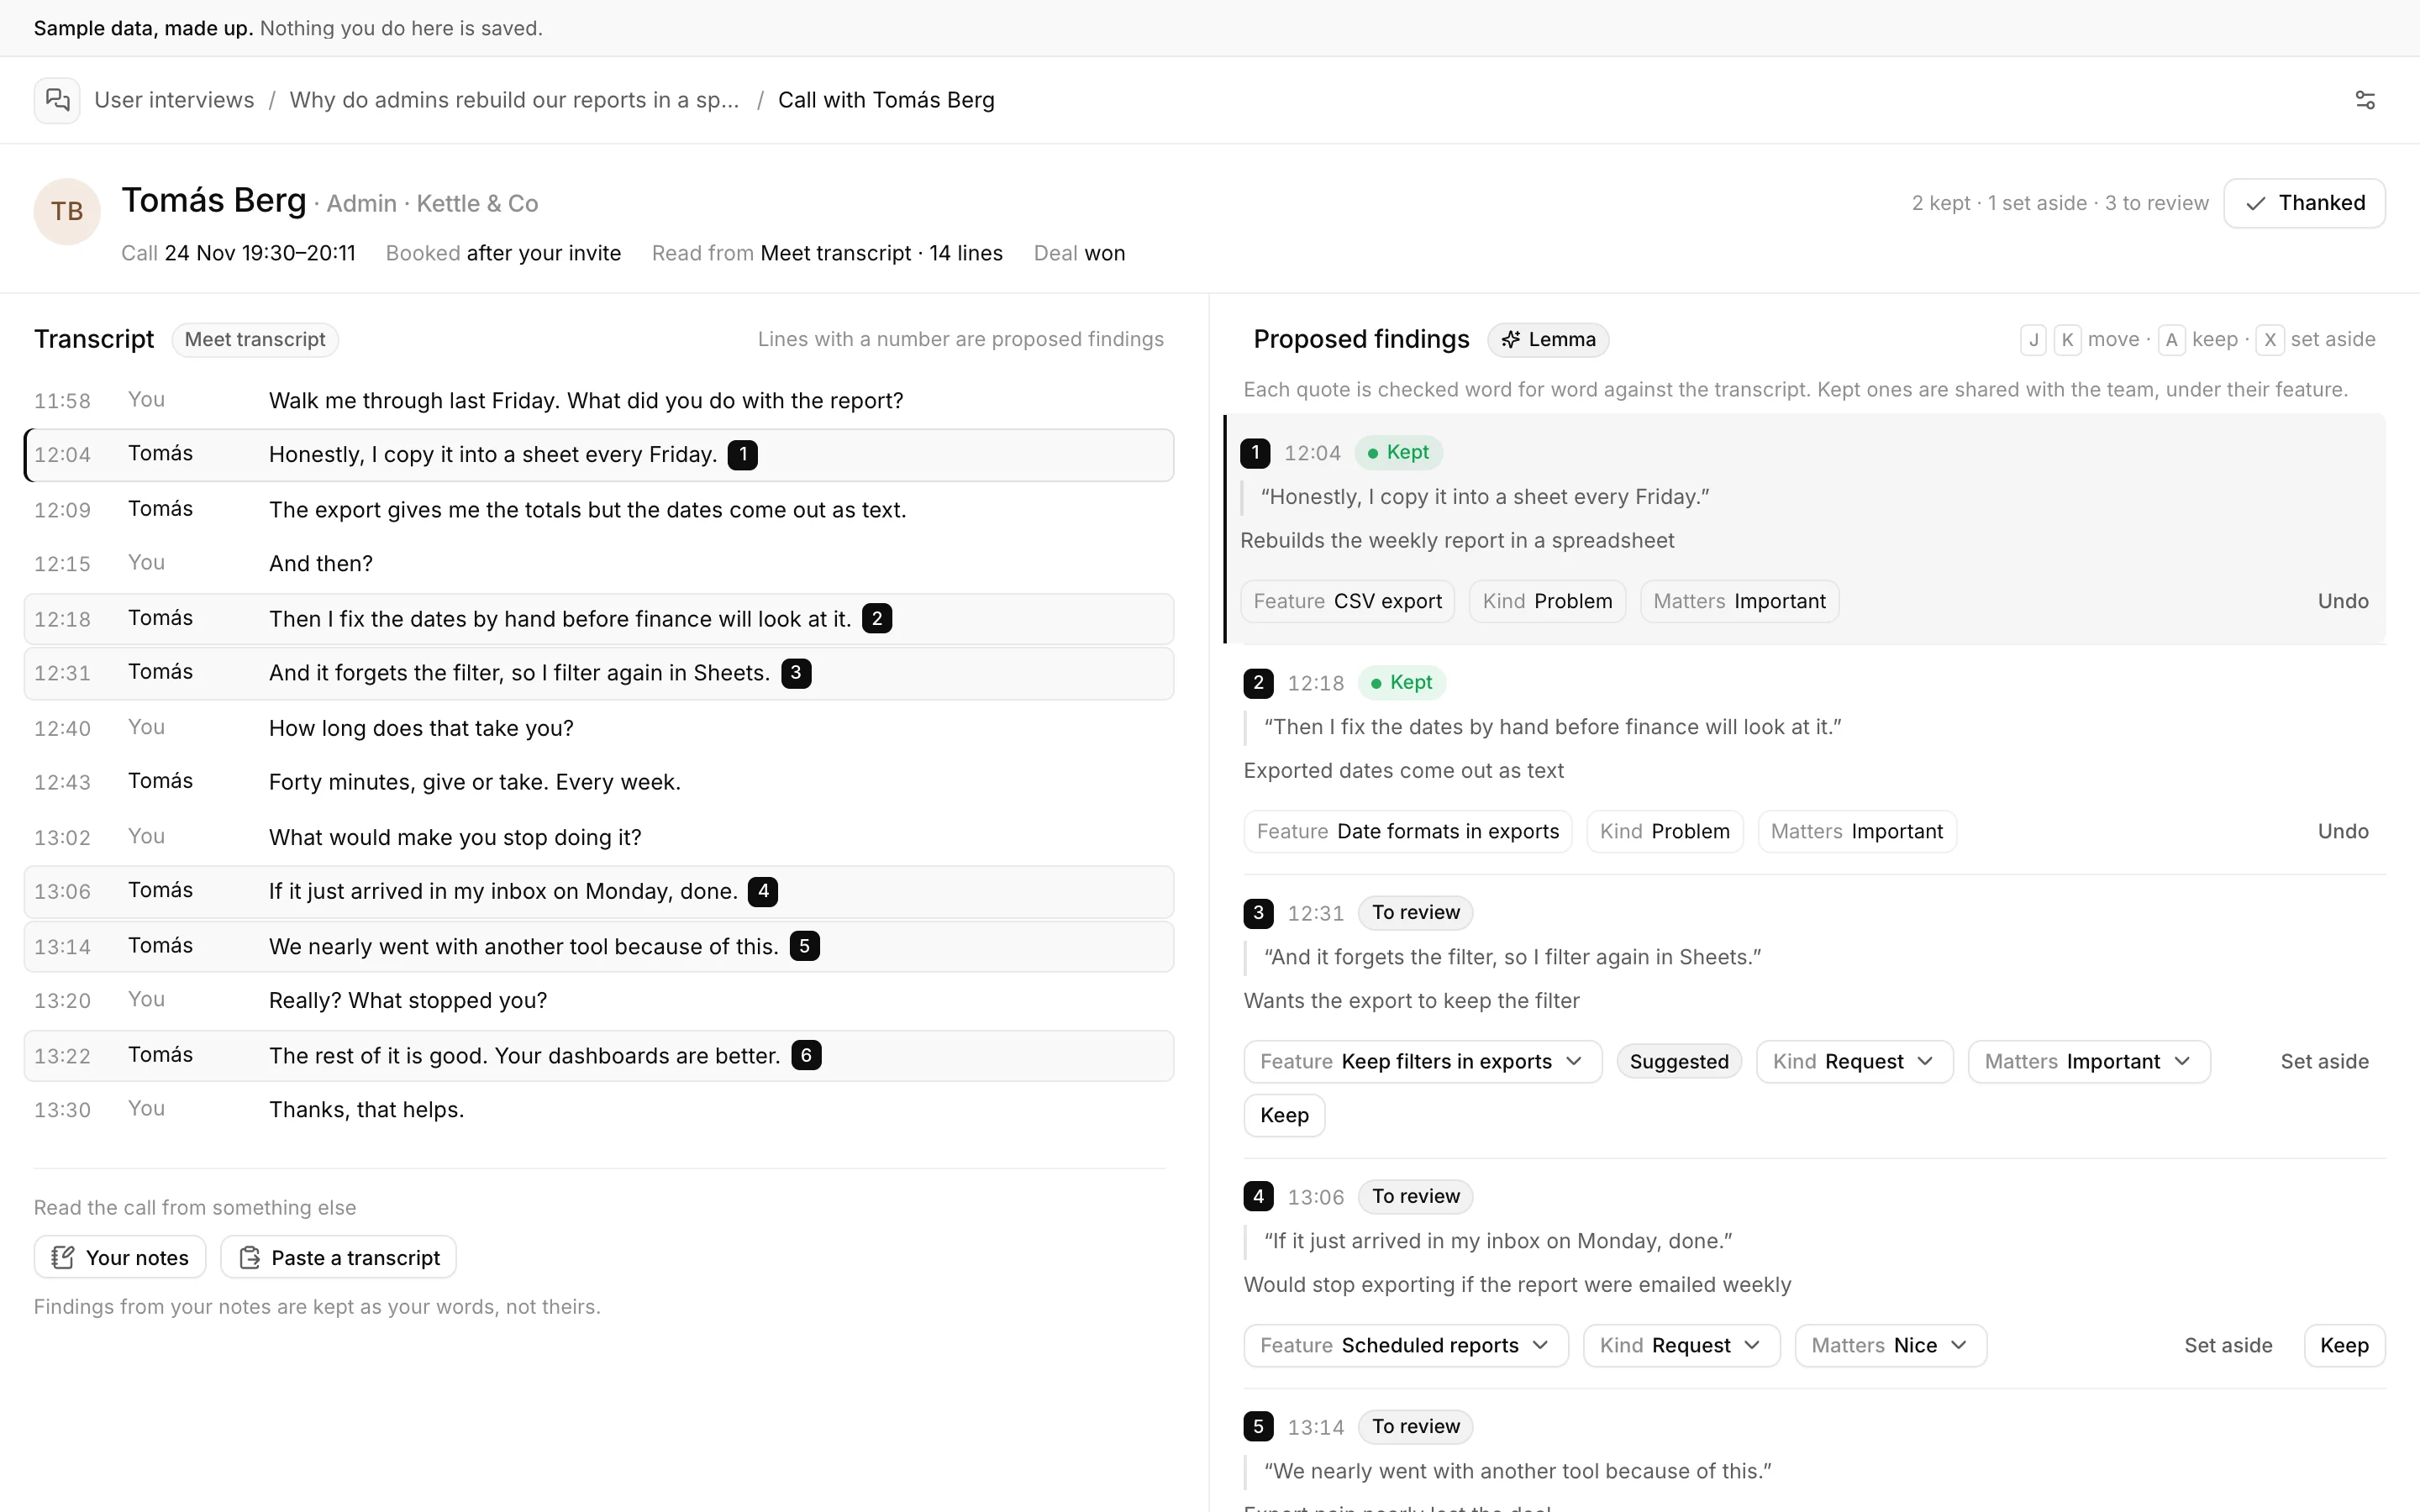 Sample data, made up. Nothing you do here is saved.
User interviews / Why do admins rebuild our reports in a sp... / Call with Tomás Berg
TB
Tomás Berg · Admin · Kettle & Co
2 kept · 1 set aside · 3 to review
Thanked
Call 24 Nov 19:30–20:11 Booked after your invite Read from Meet transcript · 14 lines Deal won
Transcript Meet transcript Lines with a number are proposed findings
11:58 You Walk me through last Friday. What did you do with the report?
12:04 Tomás Honestly, I copy it into a sheet every Friday. 1
12:09 Tomás The export gives me the totals but the dates come out as text.
12:15 You And then?
12:18 Tomás Then I fix the dates by hand before finance will look at it. 2
12:31 Tomás And it forgets the filter, so I filter again in Sheets. 3
12:40 You How long does that take you?
12:43 Tomás Forty minutes, give or take. Every week.
13:02 You What would make you stop doing it?
13:06 Tomás If it just arrived in my inbox on Monday, done. 4
13:14 Tomás We nearly went with another tool because of this. 5
13:20 You Really? What stopped you?
13:22 Tomás The rest of it is good. Your dashboards are better. 6
13:30 You Thanks, that helps.
Read the call from something else
Your notes Paste a transcript
Findings from your notes are kept as your words, not theirs.
Proposed findings Lemma J K move · A keep · X set aside
Each quote is checked word for word against the transcript. Kept ones are shared with the team, under their feature.
1 12:04 Kept
“Honestly, I copy it into a sheet every Friday.”
Rebuilds the weekly report in a spreadsheet
Feature CSV export Kind Problem Matters Important Undo
2 12:18 Kept
“Then I fix the dates by hand before finance will look at it.”
Exported dates come out as text
Feature Date formats in exports Kind Problem Matters Important Undo
3 12:31 To review
“And it forgets the filter, so I filter again in Sheets.”
Wants the export to keep the filter
Feature Keep filters in exports Suggested Kind Request Matters Important Set aside
Keep
4 13:06 To review
“If it just arrived in my inbox on Monday, done.”
Would stop exporting if the report were emailed weekly
Feature Scheduled reports Kind Request Matters Nice Set aside Keep
5 13:14 To review
“We nearly went with another tool because of this.”